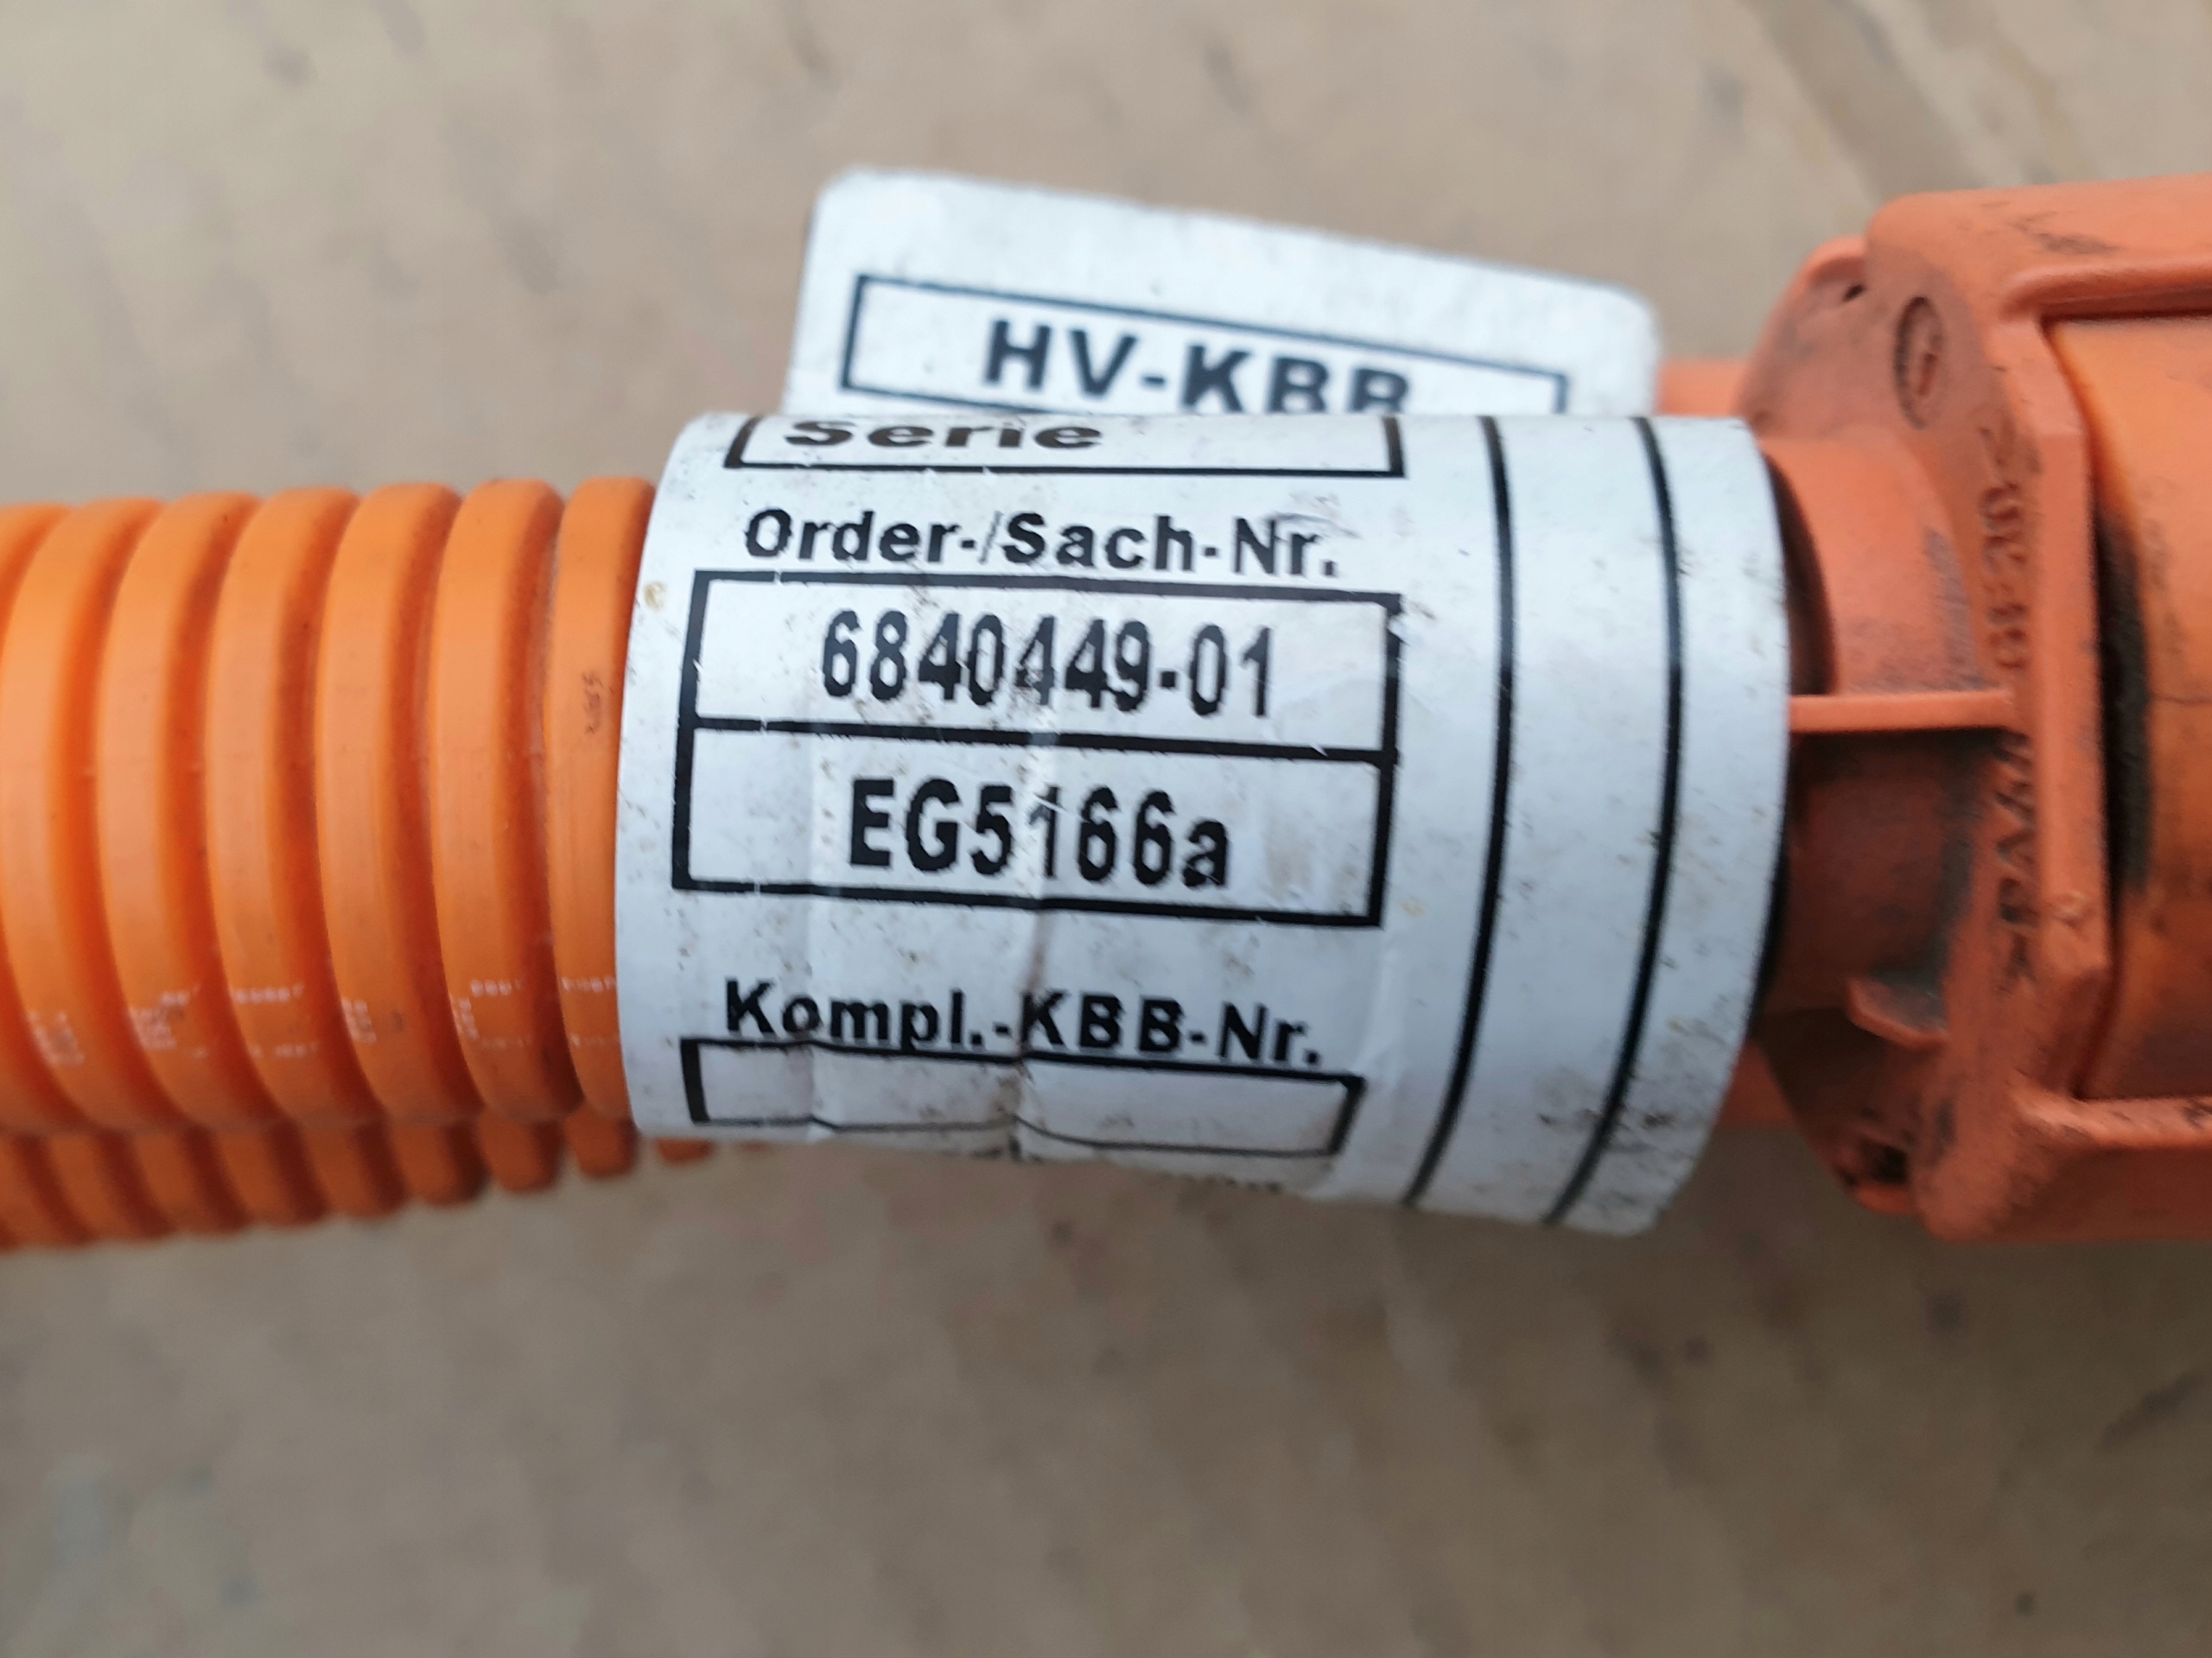 HV-KBB
Serie
Order-/Sach-Nr.
6840449-01
EG5166a
Kompl.-KBB-Nr.